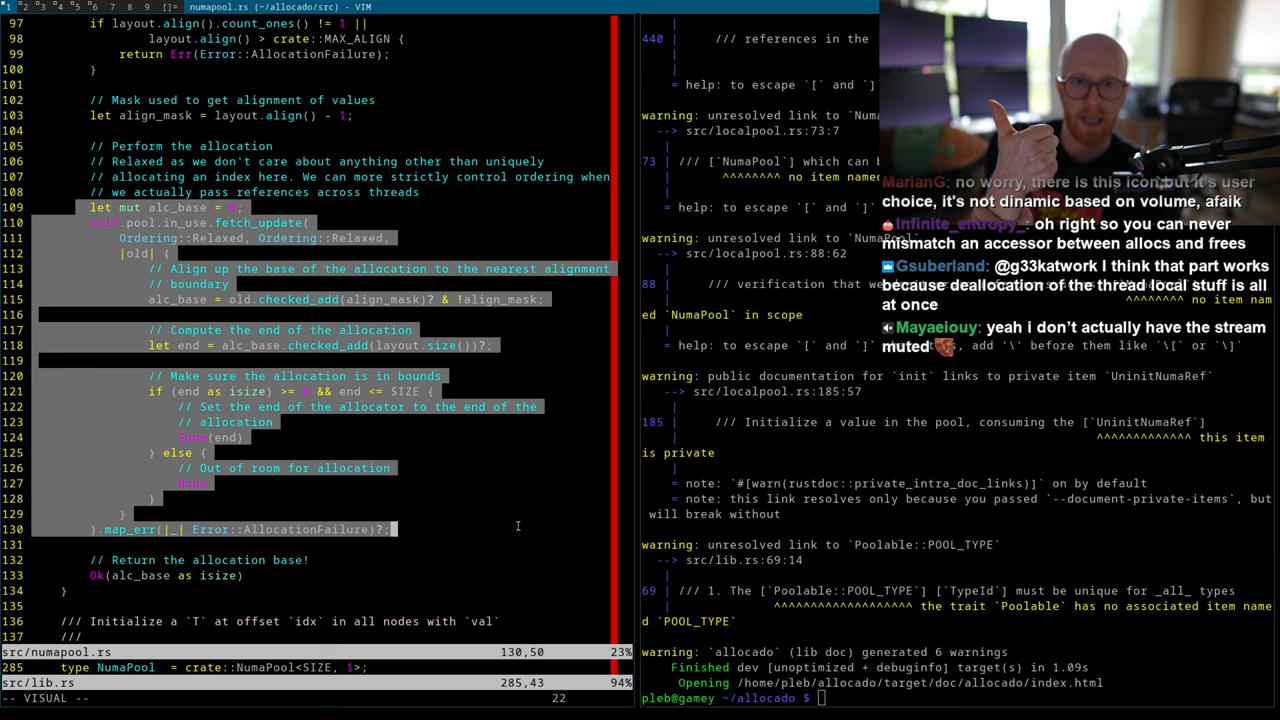 1 2 3 4 5 6 7 8 9 []= numapool.rs (~/allocado/src) - VIM
97 if layout.align().count_ones() != 1 ||
98 layout.align() > crate::MAX_ALIGN {
99 return Err(Error::AllocationFailure);
100 }
101
102 // Mask used to get alignment of values
103 let align_mask = layout.align() - 1;
104
105 // Perform the allocation
106 // Relaxed as we don't care about anything other than uniquely
107 // allocating an index here. We can more strictly control ordering when
108 // we actually pass references across threads
109 let mut alc_base = 0;
110 self.pool.in_use.fetch_update(
111 Ordering::Relaxed, Ordering::Relaxed,
112 |old| {
113 // Align up the base of the allocation to the nearest alignment
114 // boundary
115 alc_base = old.checked_add(align_mask)? & !align_mask;
116
117 // Compute the end of the allocation
118 let end = alc_base.checked_add(layout.size())?;
119
120 // Make sure the allocation is in bounds
121 if (end as isize) >= 0 && end <= SIZE {
122 // Set the end of the allocator to the end of the
123 // allocation
124 Some(end)
125 } else {
126 // Out of room for allocation
127 None
128 }
129 }
130 ).map_err(|_| Error::AllocationFailure)?;
131
132 // Return the allocation base!
133 Ok(alc_base as isize)
134 }
135
136 /// Initialize a `T` at offset `idx` in all nodes with `val`
137 ///
src/numapool.rs 130,50 23%
285 type NumaPool = crate::NumaPool<SIZE, 1>;
src/lib.rs 285,43 94%
-- VISUAL -- 22
|
440 | /// references in the
|
|
= help: to escape `[` and `]`
warning: unresolved link to `Numa
--> src/localpool.rs:73:7
|
73 | /// [`NumaPool`] which can b
| ^^^^^^^^ no item named
|
= help: to escape `[` and `]`
warning: unresolved link to `NumaPool`
--> src/localpool.rs:88:62
|
88 | /// verification that we
| ^^^^^^^^ no item nam
ed `NumaPool` in scope
|
= help: to escape `[` and `]` add '\' before them like `\[` or `\]`
warning: public documentation for `init` links to private item `UninitNumaRef`
--> src/localpool.rs:185:57
|
185 | /// Initialize a value in the pool, consuming the [`UninitNumaRef`]
| ^^^^^^^^^^^^^ this item
is private
|
= note: `#[warn(rustdoc::private_intra_doc_links)]` on by default
= note: this link resolves only because you passed `--document-private-items`, but
will break without
warning: unresolved link to `Poolable::POOL_TYPE`
--> src/lib.rs:69:14
|
69 | /// 1. The [`Poolable::POOL_TYPE`] [`TypeId`] must be unique for _all_ types
| ^^^^^^^^^^^^^^^^^^^ the trait `Poolable` has no associated item name
d `POOL_TYPE`
warning: `allocado` (lib doc) generated 6 warnings
Finished dev [unoptimized + debuginfo] target(s) in 1.09s
Opening /home/pleb/allocado/target/doc/allocado/index.html
pleb@gamey ~/allocado $
MarianG: no worry, there is this icon,but it's user
choice, it's not dinamic based on volume, afaik
Infinite_entropy_: oh right so you can never
mismatch an accessor between allocs and frees
Gsuberland: @g33katwork I think that part works
because deallocation of the thread local stuff is all
at once
Mayaeiouy: yeah i don't actually have the stream
muted